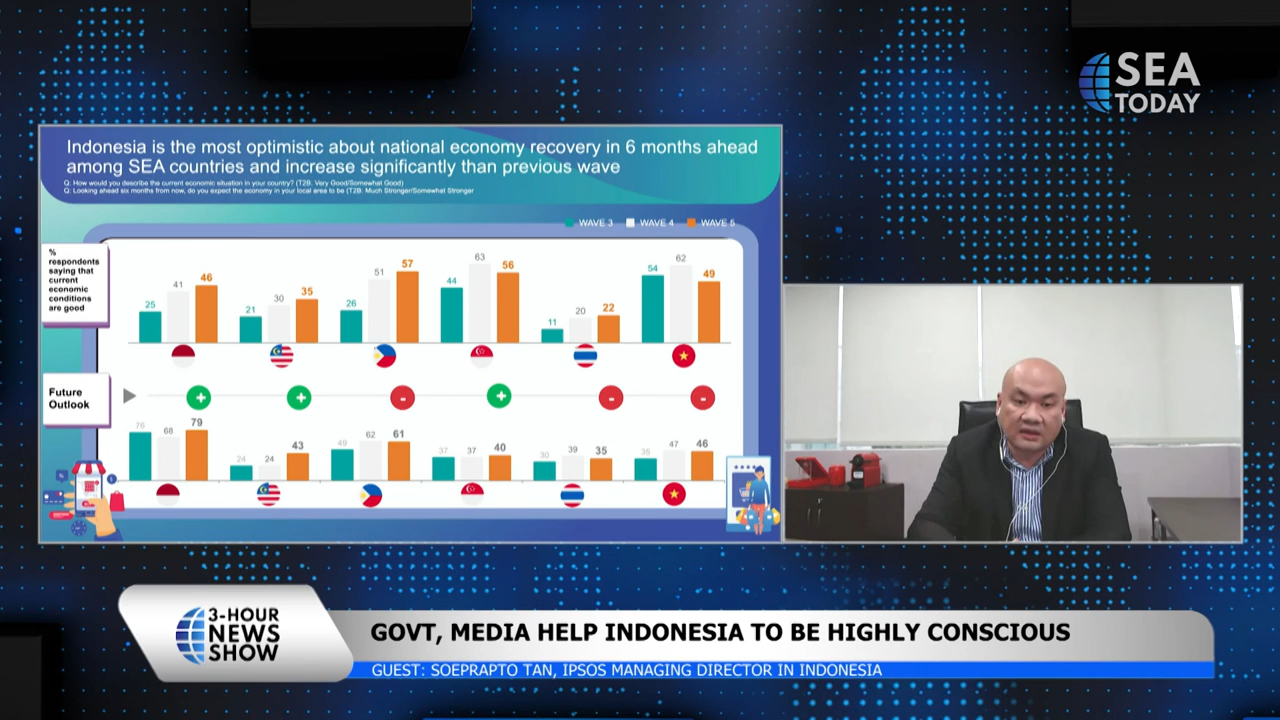 SEA
TODAY
Indonesia is the most optimistic about national economy recovery in 6 months ahead
among SEA countries and increase significantly than previous wave
Q: How would you describe the current economic situation in your country? (T2B. Very Good/Somewhat Good)
Q: Looking ahead six months from now, do you expect the economy in your local area to be (T2B. Much Stronger/Somewhat Stronger
WAVE 3 WAVE 4 WAVE 5
%
respondents
saying that
current
economic
conditions
are good
25 41 46 21 30 35 26 51 57 44 63 56 11 20 22 54 62 49
Future
Outlook
+ + - + - -
76 68 79 24 24 43 49 62 61 37 37 40 30 39 35 35 47 46
3-HOUR
NEWS
SHOW
GOVT, MEDIA HELP INDONESIA TO BE HIGHLY CONSCIOUS
GUEST: SOEPRAPTO TAN, IPSOS MANAGING DIRECTOR IN INDONESIA